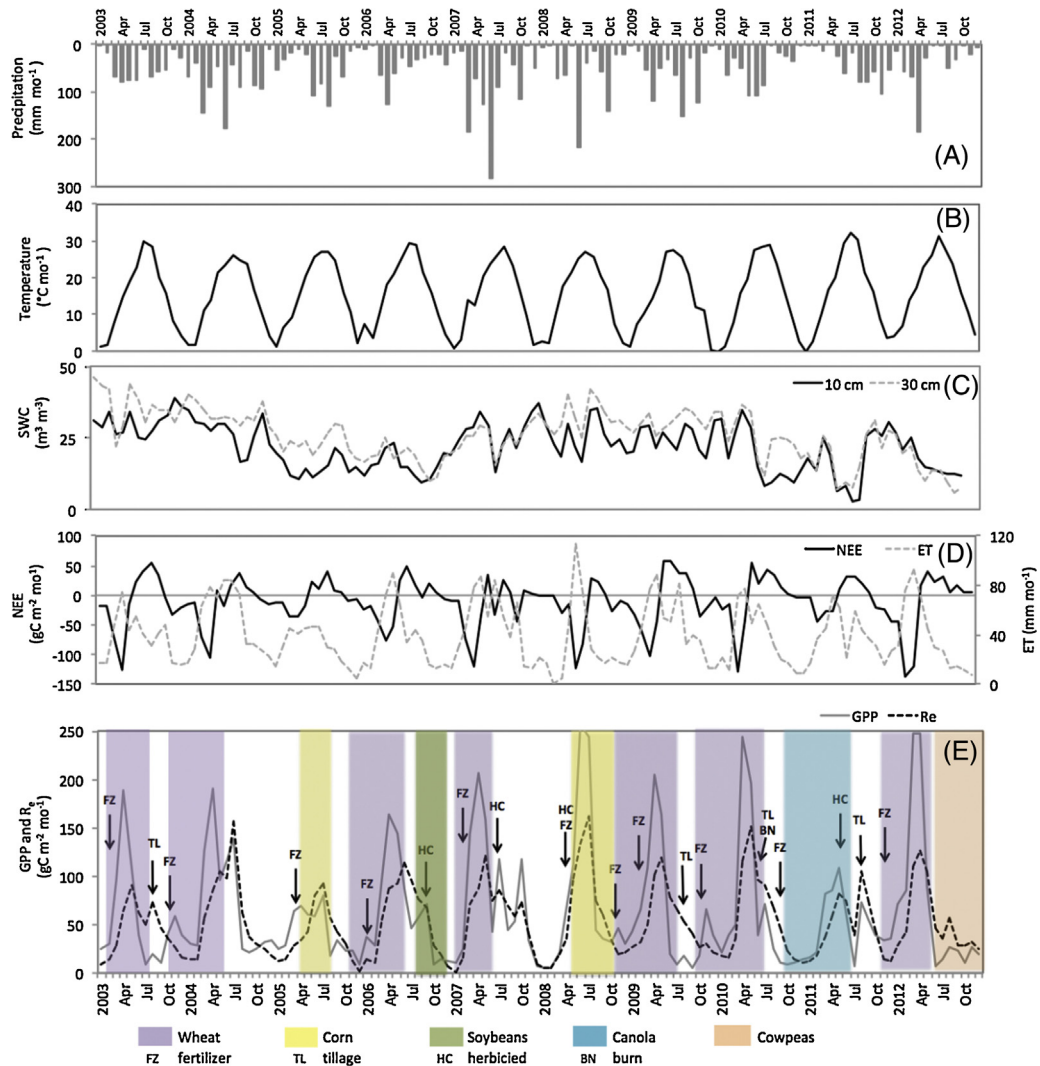 2003 Apr Jul Oct 2004 Apr Jul Oct 2005 Apr Jul Oct 2006 Apr Jul Oct 2007 Apr Jul Oct 2008 Apr Jul Oct 2009 Apr Jul Oct 2010 Apr Jul Oct 2011 Apr Jul Oct 2012 Apr Jul Oct
Precipitation
(mm mo⁻¹)
0
100
200
300
(A)
Temperature
(°C mo⁻¹)
40
30
20
10
0
(B)
SWC
(m³ m⁻³)
50
25
0
10 cm
30 cm
(C)
NEE
(gC m⁻² mo¹)
100
50
0
-50
-100
-150
NEE
ET
(D)
120
80
40
0
ET (mm mo⁻¹)
GPP
Re
GPP and Re
(gC m⁻² mo⁻¹)
250
200
150
100
50
0
(E)
FZ
TL
FZ
FZ
FZ
HC
FZ
HC
HC
FZ
FZ
FZ
TL
FZ
TL
BN
FZ
HC
TL
FZ
2003 Apr Jul Oct 2004 Apr Jul Oct 2005 Apr Jul Oct 2006 Apr Jul Oct 2007 Apr Jul Oct 2008 Apr Jul Oct 2009 Apr Jul Oct 2010 Apr Jul Oct 2011 Apr Jul Oct 2012 Apr Jul Oct
Wheat
Corn
Soybeans
Canola
Cowpeas
FZ fertilizer
TL tillage
HC herbicied
BN burn